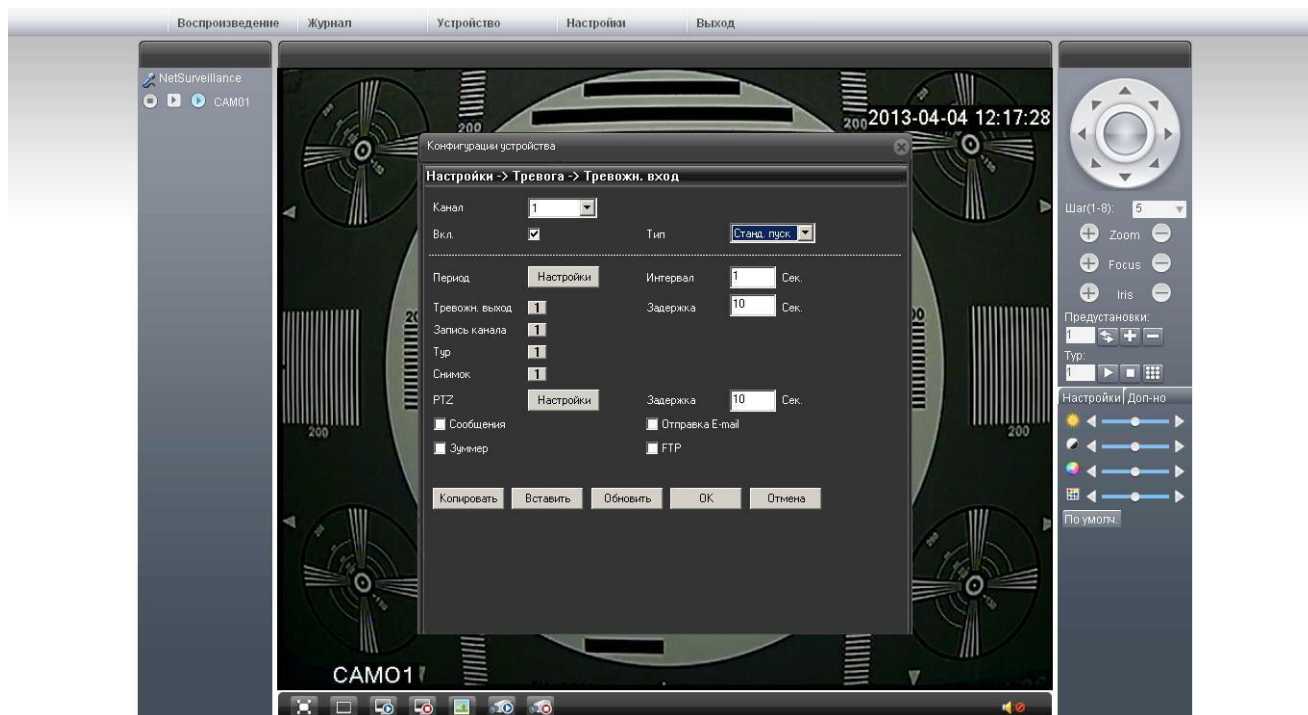 Воспроизведение Журнал Устройство Настройки Выход
NetSurveillance
CAM01
200
200
2013-04-04 12:17:28
Конфигурации устройства
Настройки -> Тревога -> Тревожн. вход
Канал 1
Вкл. Тип Станд. пуск
Период Настройки Интервал 1 Сек.
Тревожн. выход 1 Задержка 10 Сек.
Запись канала 1
Тур 1
Снимок 1
PTZ Настройки Задержка 10 Сек.
Сообщения Отправка E-mail
Зуммер FTP
Копировать Вставить Обновить OK Отмена
200
200
CAM01
Шаг(1-8): 5
Zoom
Focus
Iris
Предустановки:
1
Тур:
1
Настройки Доп-но
По умолч.